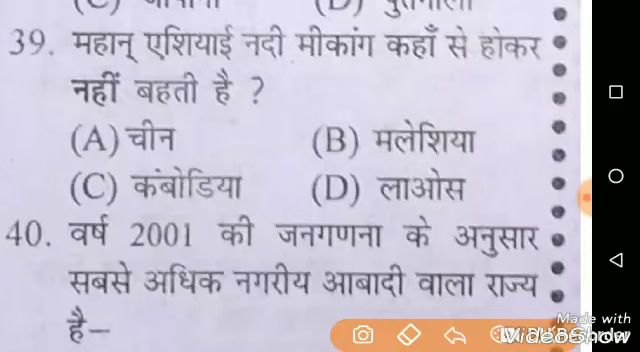 39. महान् एशियाई नदी मीकांग कहाँ से होकर
नहीं बहती है ?
(A) चीन (B) मलेशिया
(C) कंबोडिया (D) लाओस
40. वर्ष 2001 की जनगणना के अनुसार
सबसे अधिक नगरीय आबादी वाला राज्य
है–
Made with
VideoShow